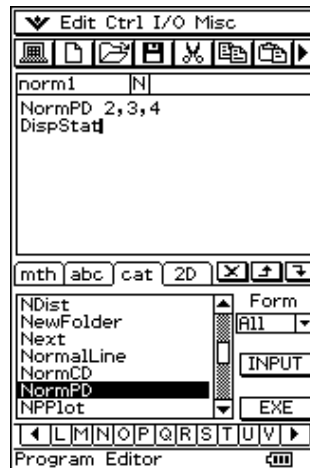 Edit Ctrl I/O Misc
norm1 N
NormPD 2,3,4
DispStat
mth abc cat 2D
NDist
NewFolder
Next
NormalLine
NormCD
NormPD
NPPlot
Form
All
INPUT
EXE
L M N O P Q R S T U V
Program Editor